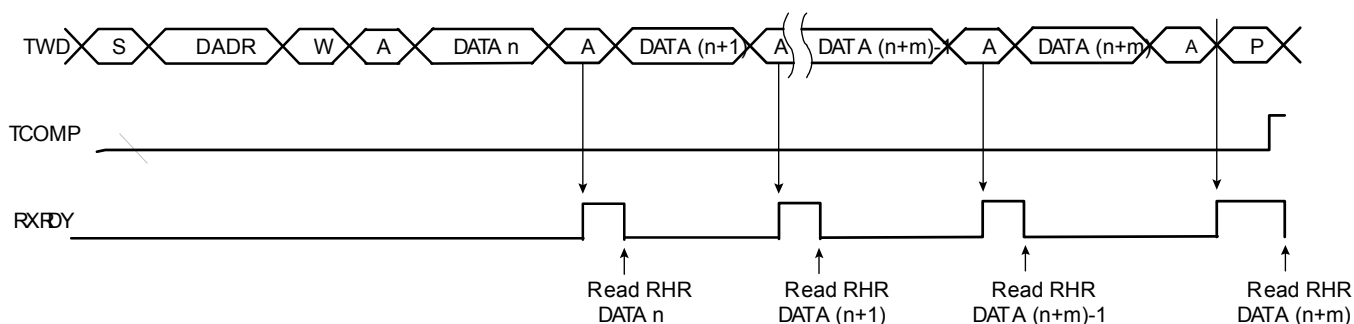 TWD S DADR W A DATA n A DATA (n+1) A DATA (n+m)-1 A DATA (n+m) A P
TCOMP
RXRDY
Read RHR Read RHR Read RHR Read RHR
DATA n DATA (n+1) DATA (n+m)-1 DATA (n+m)